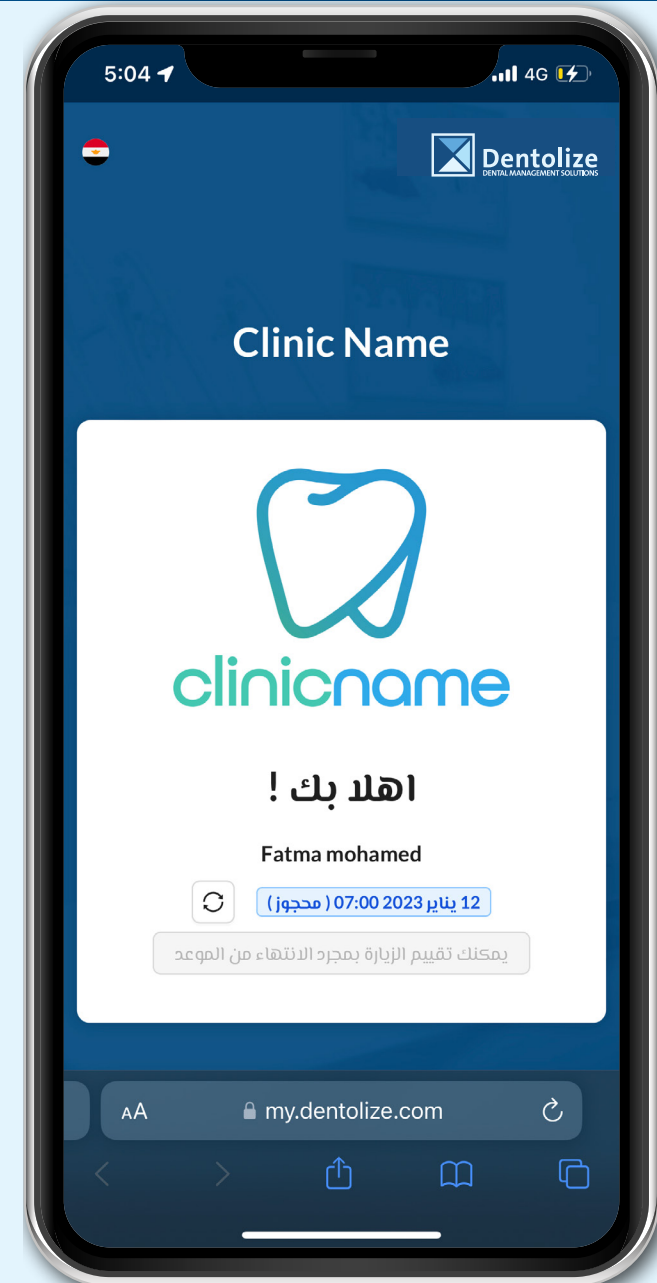 5:04
4G
Dentolize
DENTAL MANAGEMENT SOLUTIONS
Clinic Name
clinicname
اهلا بك !
Fatma mohamed
12 يناير 2023 07:00 ( محجوز )
يمكنك تقييم الزيارة بمجرد الانتهاء من الموعد
AA
my.dentolize.com